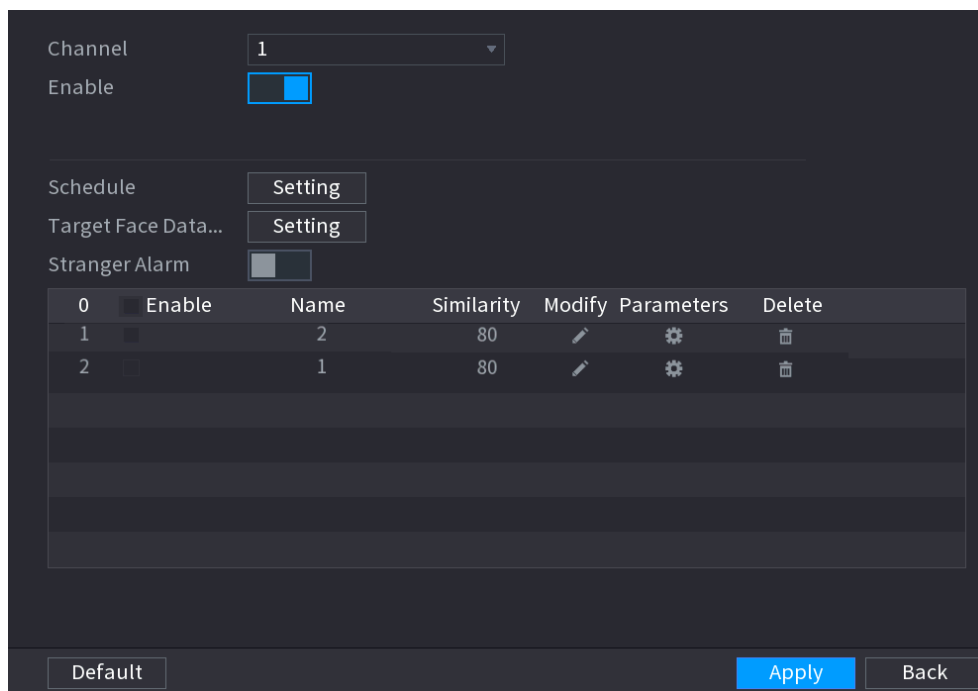 Channel 1
Enable
Schedule Setting
Target Face Data... Setting
Stranger Alarm
0 Enable Name Similarity Modify Parameters Delete
1 2 80
2 1 80
Default Apply Back